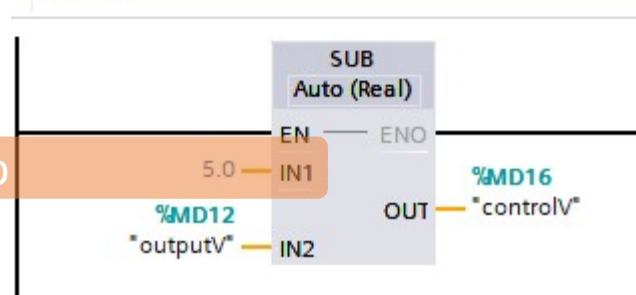 SUB
Auto (Real)
EN ENO
5.0 IN1
%MD16
%MD12 OUT "controlV"
"outputV" IN2